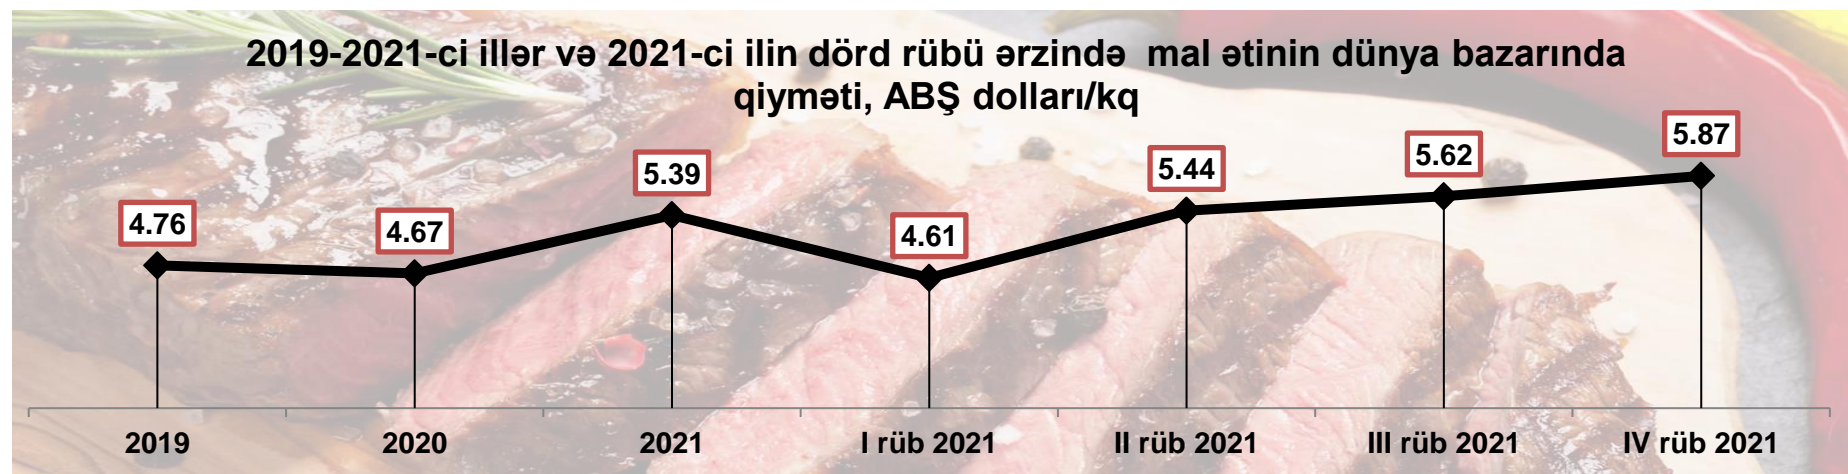 2019-2021-ci illər və 2021-ci ilin dörd rübü ərzində  mal ətinin dünya bazarında
qiyməti, ABŞ dolları/kq
4.76
4.67
5.39
4.61
5.44
5.62
5.87
2019
2020
2021
I rüb 2021
II rüb 2021
III rüb 2021
IV rüb 2021